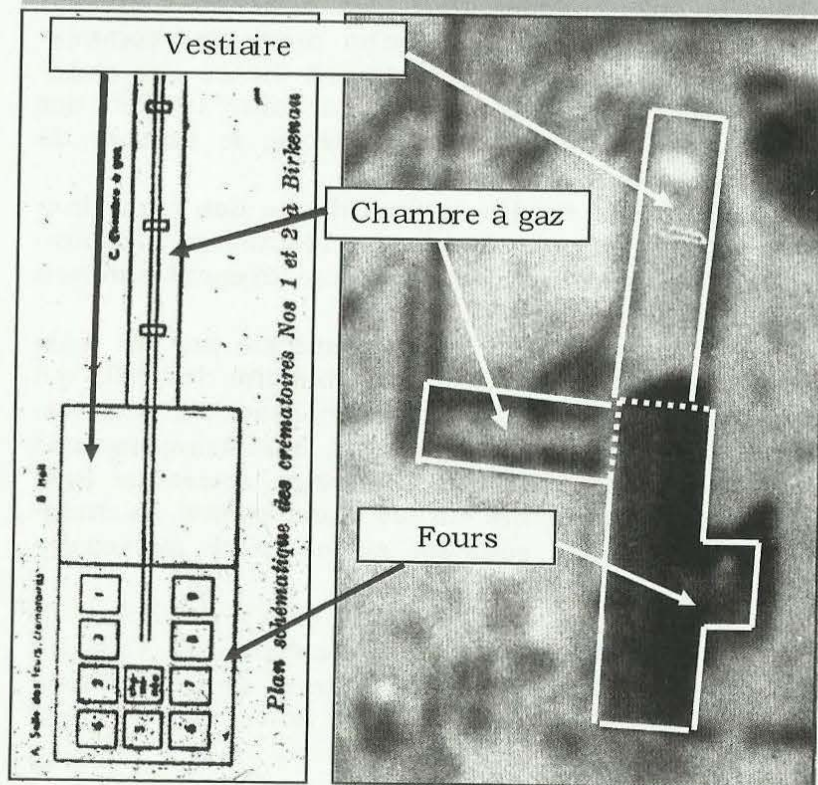 Vestiaire
Chambre à gaz
Fours
C. Chambre à gaz
B Hall
A. Salle des fours crématoires
1
2
3
4
5
6
7
8
9
Plan schématique des crématoires Nos 1 et 2 à Birkenau